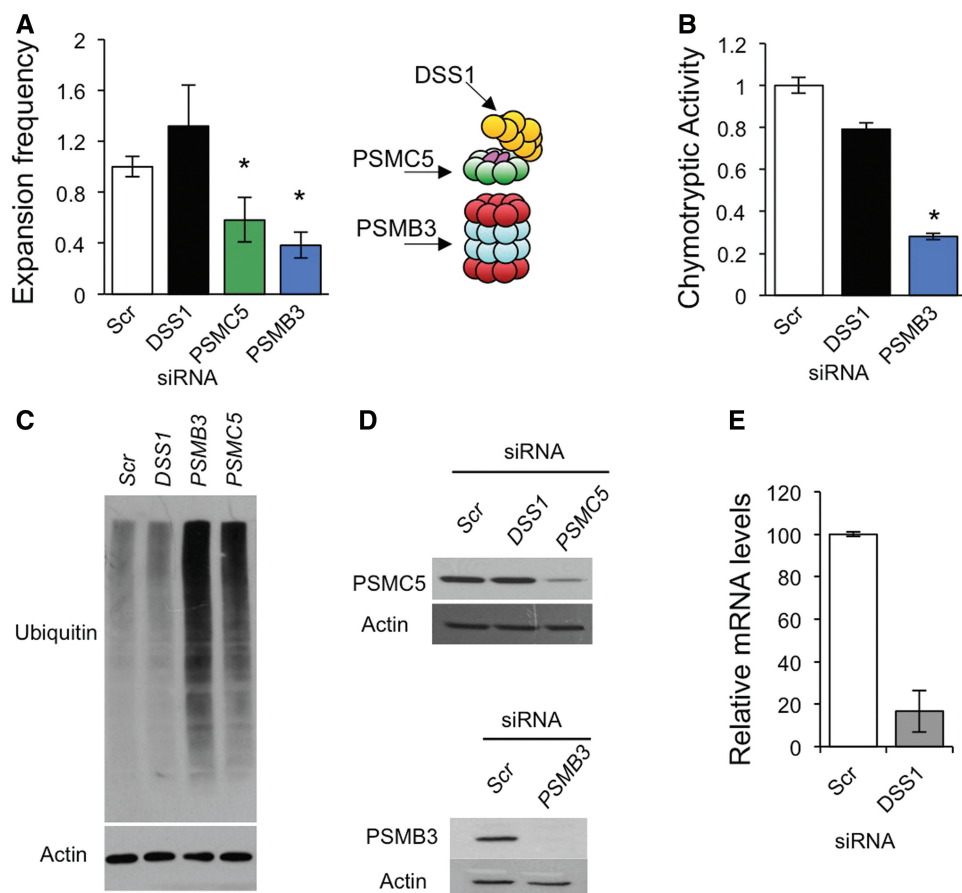 A
Expansion frequency
2
1.6
1.2
0.8
0.4
0
*
*
Scr
DSS1
PSMC5
PSMB3
siRNA
DSS1
PSMC5
PSMB3
B
Chymotryptic Activity
1.2
1
0.8
0.6
0.4
0.2
0
*
Scr
DSS1
PSMB3
siRNA
C
Scr
DSS1
PSMB3
PSMC5
Ubiquitin
Actin
D
siRNA
Scr
DSS1
PSMC5
PSMC5
Actin
siRNA
Scr
PSMB3
PSMB3
Actin
E
Relative mRNA levels
120
100
80
60
40
20
0
Scr
DSS1
siRNA